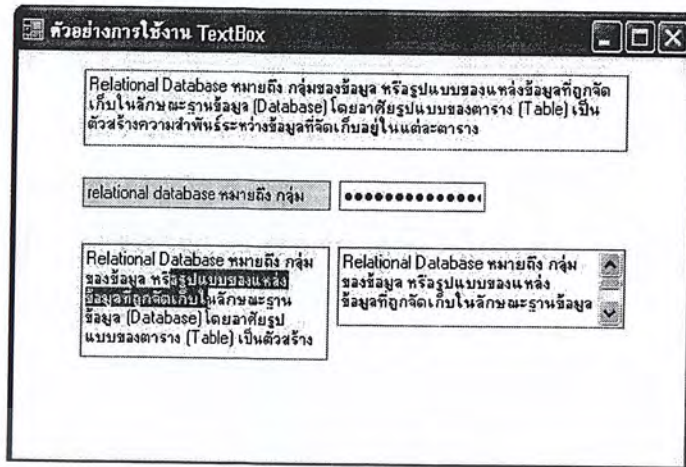 ตัวอย่างการใช้งาน TextBox
Relational Database หมายถึง กลุ่มของข้อมูล หรือรูปแบบของแหล่งข้อมูลที่ถูกจัด
เก็บในลักษณะฐานข้อมูล (Database) โดยอาศัยรูปแบบของตาราง (Table) เป็น
ตัวสร้างความสำพันธ์ระหว่างข้อมูลที่จัดเก็บอยู่ในแต่ละตาราง
relational database หมายถึง กลุ่ม
Relational Database หมายถึง กลุ่ม
ของข้อมูล หรือรูปแบบของแหล่ง
ข้อมูลที่ถูกจัดเก็บในลักษณะฐาน
ข้อมูล (Database) โดยอาศัยรูป
แบบของตาราง (Table) เป็นตัวสร้าง
Relational Database หมายถึง กลุ่ม
ของข้อมูล หรือรูปแบบของแหล่ง
ข้อมูลที่ถูกจัดเก็บในลักษณะฐานข้อมูล